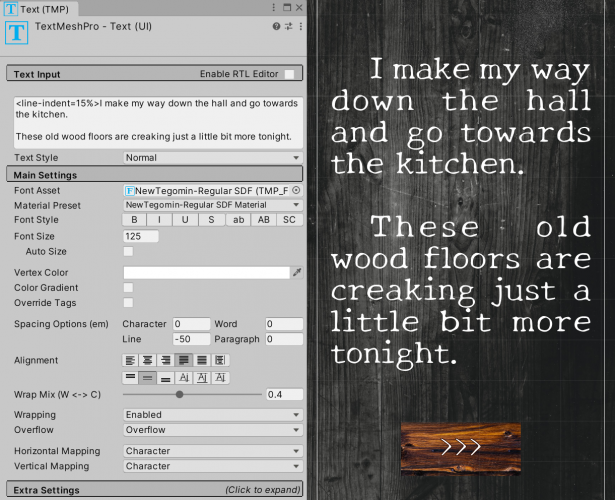 Text (TMP)
T TextMeshPro - Text (UI)
Text Input Enable RTL Editor
<line-indent=15%>I make my way down the hall and go towards
the kitchen.
These old wood floors are creaking just a little bit more tonight.
Text Style Normal
Main Settings
Font Asset F NewTegomin-Regular SDF (TMP_F
Material Preset NewTegomin-Regular SDF Material
Font Style B I U S ab AB SC
Font Size 125
Auto Size
Vertex Color
Color Gradient
Override Tags
Spacing Options (em) Character 0 Word 0
Line -50 Paragraph 0
Alignment
Wrap Mix (W <-> C) 0.4
Wrapping Enabled
Overflow Overflow
Horizontal Mapping Character
Vertical Mapping Character
Extra Settings (Click to expand)
I make my way
down the hall
and go towards
the kitchen.
These old
wood floors are
creaking just a
little bit more
tonight.
>>>